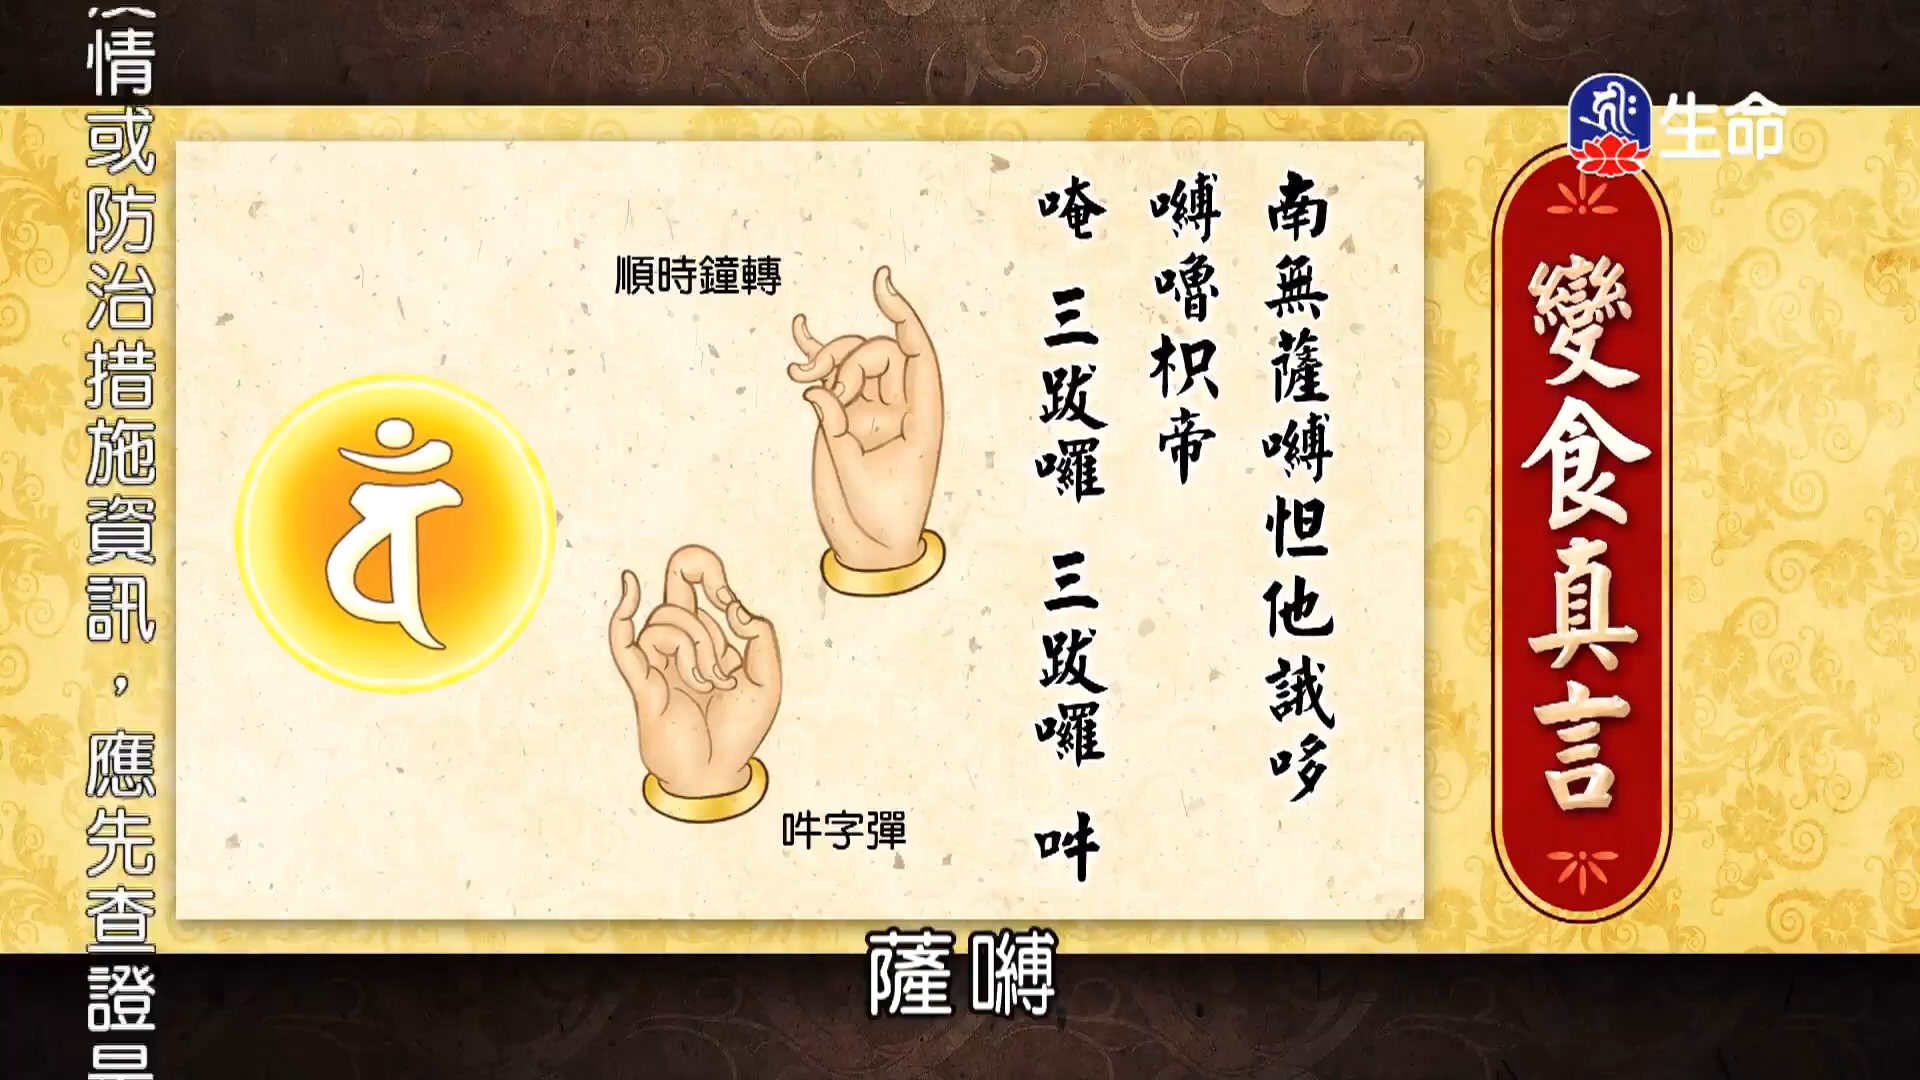 生命
變食真言
南無薩嚩怛他誐哆
嚩嚕枳帝
唵 三跋囉 三跋囉 吽
順時鐘轉
吽字彈
情或防治措施資訊，應先查證是
薩嚩